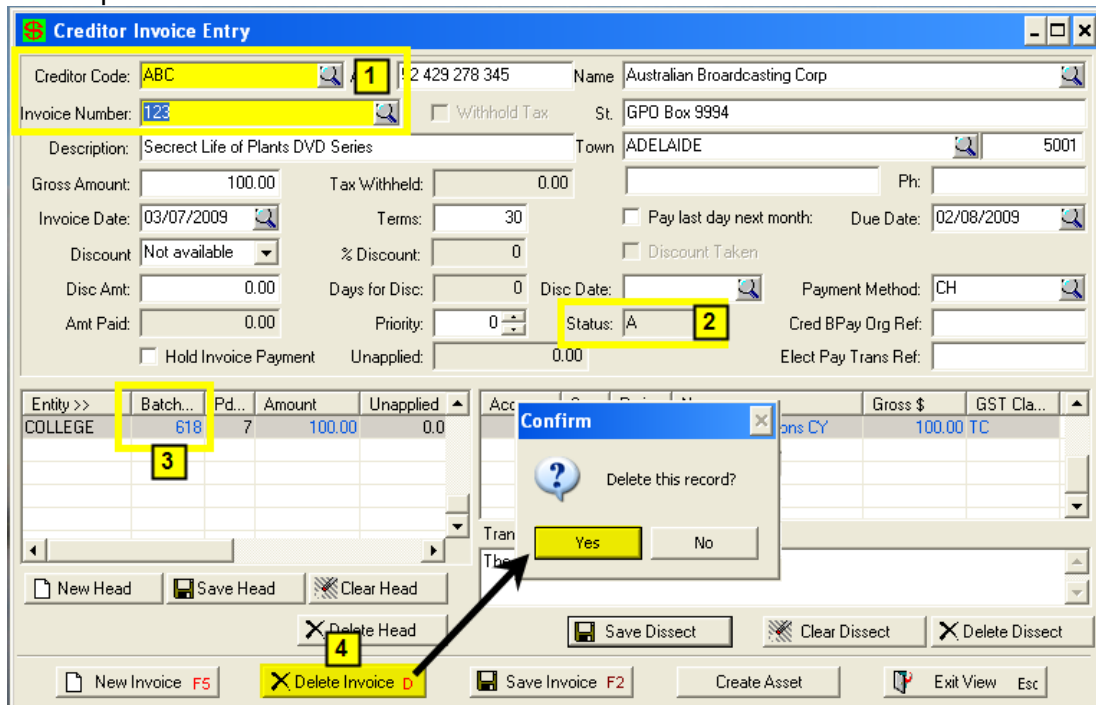 Creditor Invoice Entry
Creditor Code: ABC 1 52 429 278 345 Name Australian Broadcasting Corp
Invoice Number: 123 Withhold Tax St. GPO Box 9994
Description: Secrect Life of Plants DVD Series Town ADELAIDE 5001
Gross Amount: 100.00 Tax Withheld: 0.00 Ph:
Invoice Date: 03/07/2009 Terms: 30 Pay last day next month: Due Date: 02/08/2009
Discount Not available % Discount: 0 Discount Taken
Disc Amt: 0.00 Days for Disc: 0 Disc Date: Payment Method: CH
Amt Paid: 0.00 Priority: 0 Status: A 2 Cred BPay Org Ref:
Hold Invoice Payment Unapplied: 0.00 Elect Pay Trans Ref:
Entity >> Batch... Pd... Amount Unapplied Acc Gross $ GST Cla...
COLLEGE 618 7 100.00 0.0 ons CY 100.00 TC
3
Confirm
Delete this record?
Yes No
Tran
The
New Head Save Head Clear Head
Delete Head Save Dissect Clear Dissect Delete Dissect
4
New Invoice F5 Delete Invoice D Save Invoice F2 Create Asset Exit View Esc